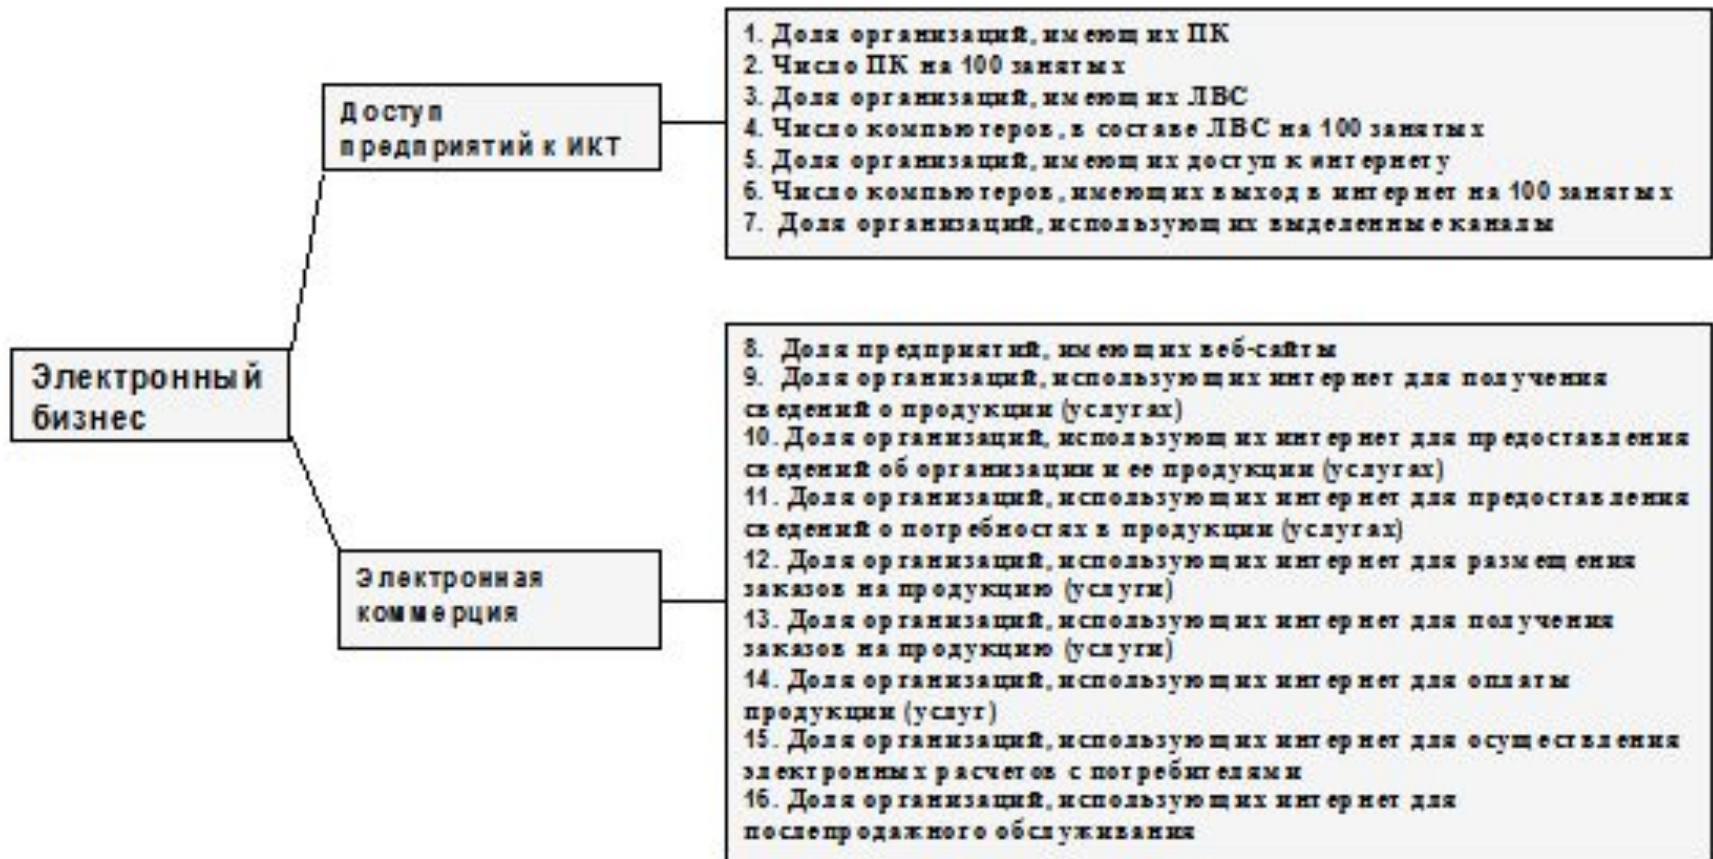 Электронный
бизнес
Доступ
предприятий к ИКТ
1. Доля организаций, имеющих ПК
2. Число ПК на 100 занятых
3. Доля организаций, имеющих ЛВС
4. Число компьютеров, в составе ЛВС на 100 занятых
5. Доля организаций, имеющих доступ к интернету
6. Число компьютеров, имеющих выход в интернет на 100 занятых
7. Доля организаций, использующих выделенные каналы
Электронная
коммерция
8. Доля предприятий, имеющих веб-сайты
9. Доля организаций, использующих интернет для получения
сведений о продукции (услугах)
10. Доля организаций, использующих интернет для предоставления
сведений об организации и ее продукции (услугах)
11. Доля организаций, использующих интернет для предоставления
сведений о потребностях в продукции (услугах)
12. Доля организаций, использующих интернет для размещения
заказов на продукцию (услуги)
13. Доля организаций, использующих интернет для получения
заказов на продукцию (услуги)
14. Доля организаций, использующих интернет для оплаты
продукции (услуг)
15. Доля организаций, использующих интернет для осуществления
электронных расчетов с потребителями
16. Доля организаций, использующих интернет для
послепродажного обслуживания